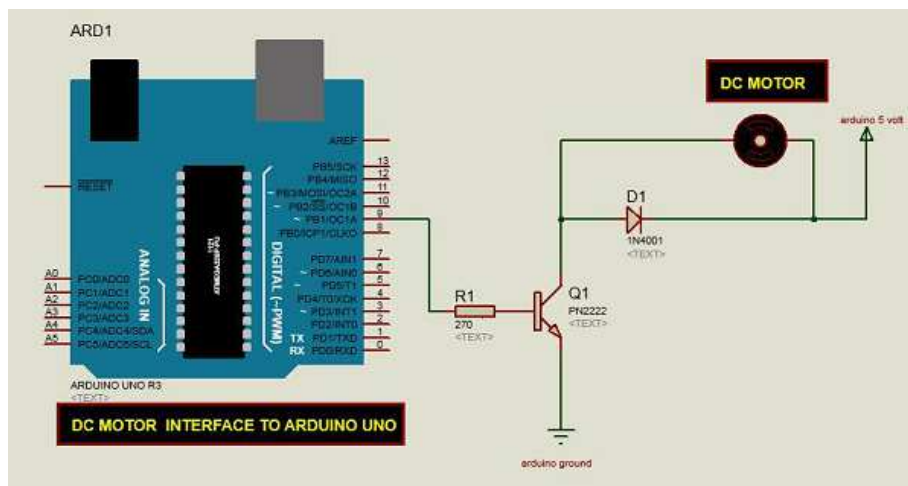 ARD1
DC MOTOR
arduino 5 volt
AREF
PB5/SCK 13
RESET
PB4/MISO 12
~ PB3/MOSI/OC2A 11
~ PB2/SS/OC1B 10
~ PB1/OC1A 9
PB0/ICP1/CLKO 8
D1
1N4001
<TEXT>
ANALOG IN
DIGITAL (~PWM)
PD7/AIN1 7
~ PD6/AIN0 6
~ PD5/T1 5
PD4/T0/XCK 4
~ PD3/INT1 3
PD2/INT0 2
TX PD1/TXD 1
RX PD0/RXD 0
A0 PC0/ADC0
A1 PC1/ADC1
A2 PC2/ADC2
A3 PC3/ADC3
A4 PC4/ADC4/SDA
A5 PC5/ADC5/SCL
R1
270
<TEXT>
Q1
PN2222
<TEXT>
ARDUINO UNO R3
<TEXT>
DC MOTOR INTERFACE TO ARDUINO UNO
arduino ground